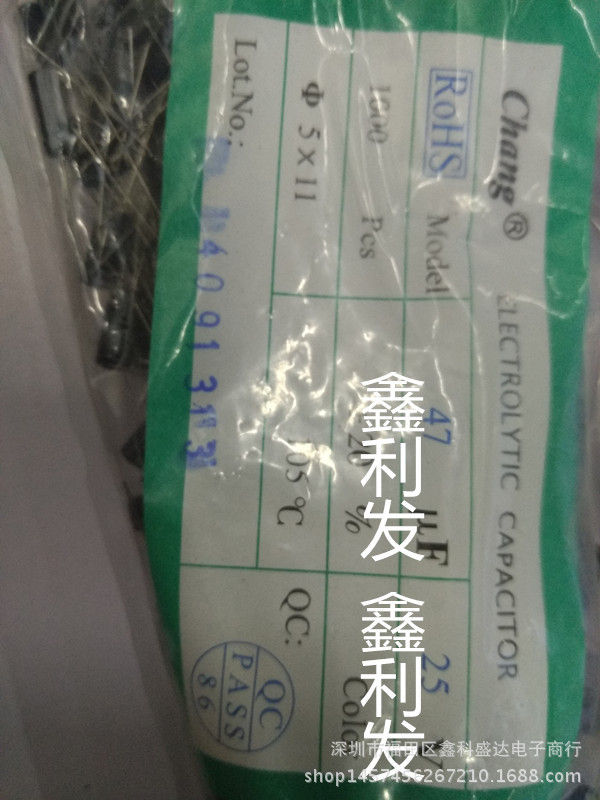 Chang® ELECTROLYTIC CAPACITOR
RoHS Model 47 μF 25
1000 Pcs 20 %
Φ 5×11 105℃ QC:
Lot.No.:
QC
PASS
86
鑫利发
鑫利发
深圳市福田区鑫科盛达电子商行
shop1457456267210.1688.com